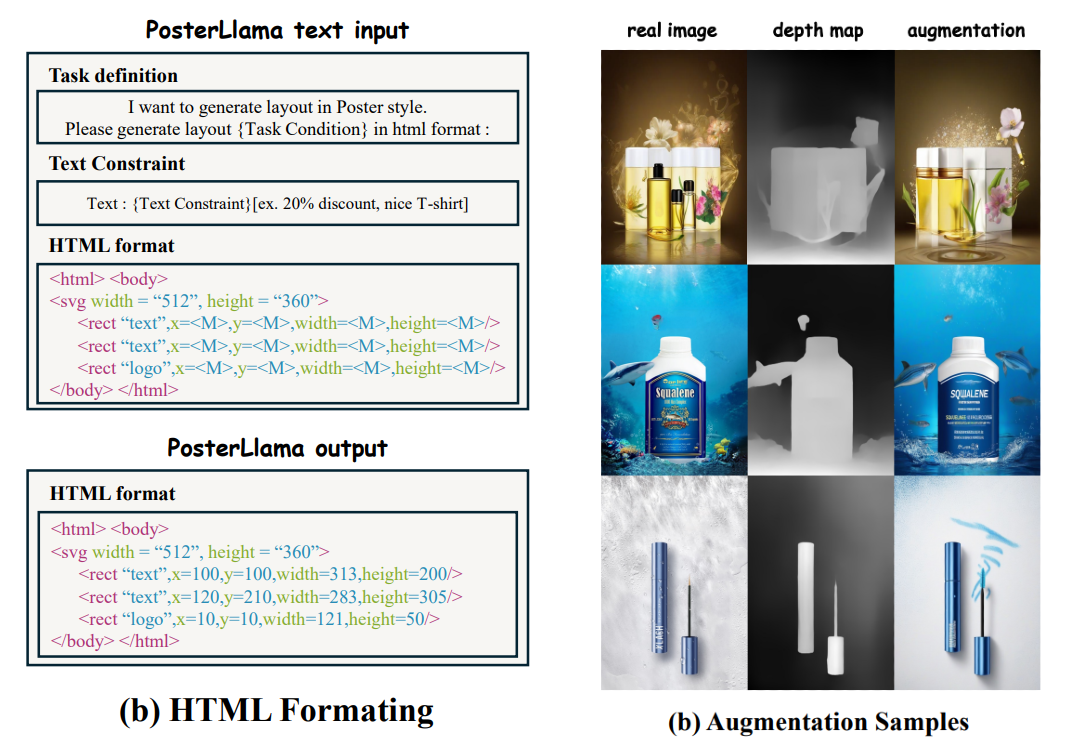 PosterLlama text input
Task definition
I want to generate layout in Poster style.
Please generate layout {Task Condition} in html format :
Text Constraint
Text : {Text Constraint}[ex. 20% discount, nice T-shirt]
HTML format
<html> <body>
<svg width = “512”, height = “360”>
<rect “text”,x=<M>,y=<M>,width=<M>,height=<M>/>
<rect “text”,x=<M>,y=<M>,width=<M>,height=<M>/>
<rect “logo”,x=<M>,y=<M>,width=<M>,height=<M>/>
</body> </html>
PosterLlama output
HTML format
<html> <body>
<svg width = “512”, height = “360”>
<rect “text”,x=100,y=100,width=313,height=200/>
<rect “text”,x=120,y=210,width=283,height=305/>
<rect “logo”,x=10,y=10,width=121,height=50/>
</body> </html>
(b) HTML Formating
real image depth map augmentation
Squalene
SQUALENE
(b) Augmentation Samples